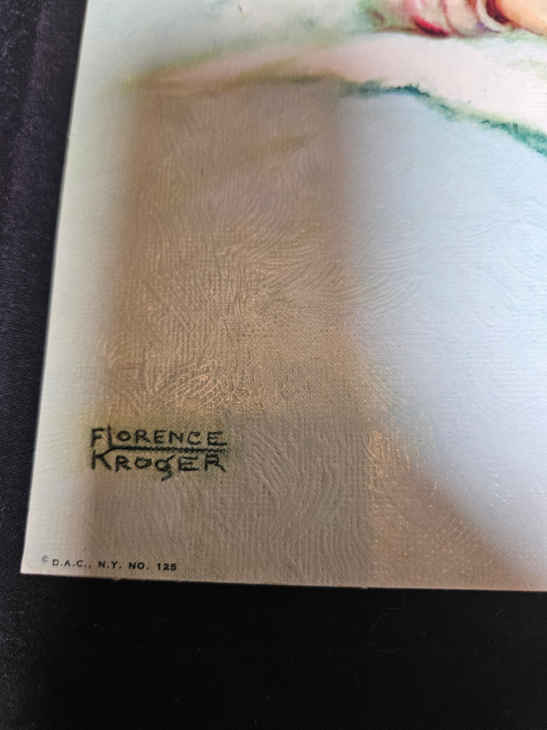 FLORENCE
KROGER
© D.A.C., N.Y. NO. 125